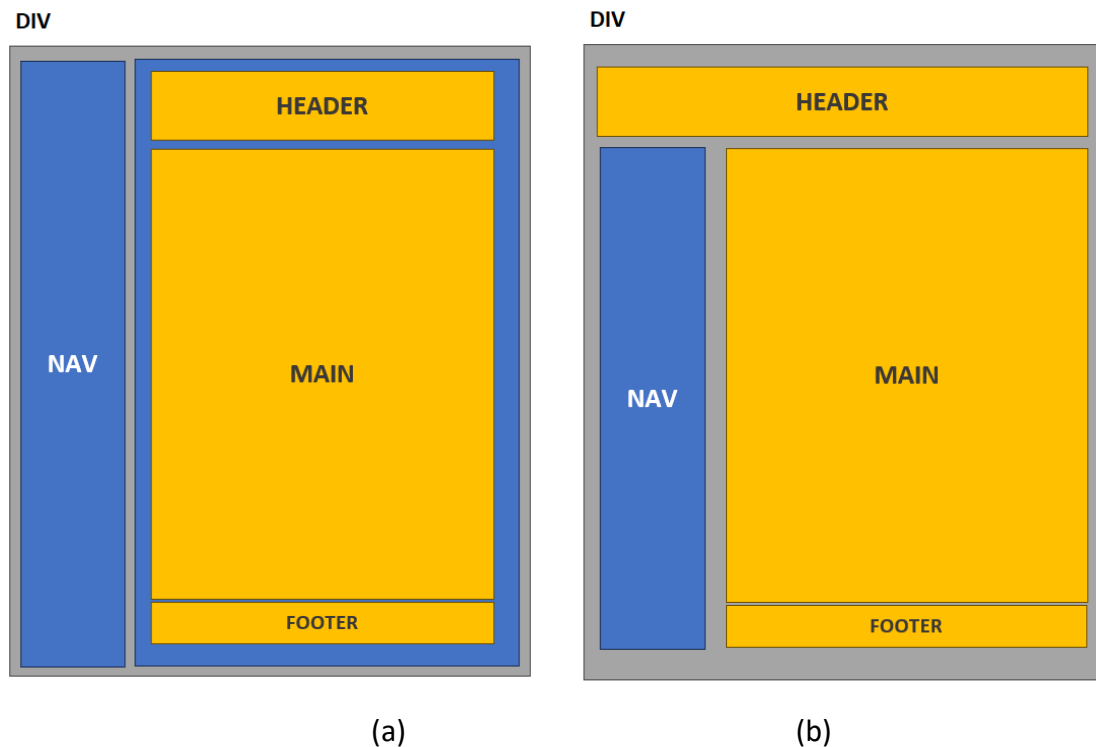 DIV
HEADER
NAV
MAIN
FOOTER
(a)
DIV
HEADER
NAV
MAIN
FOOTER
(b)